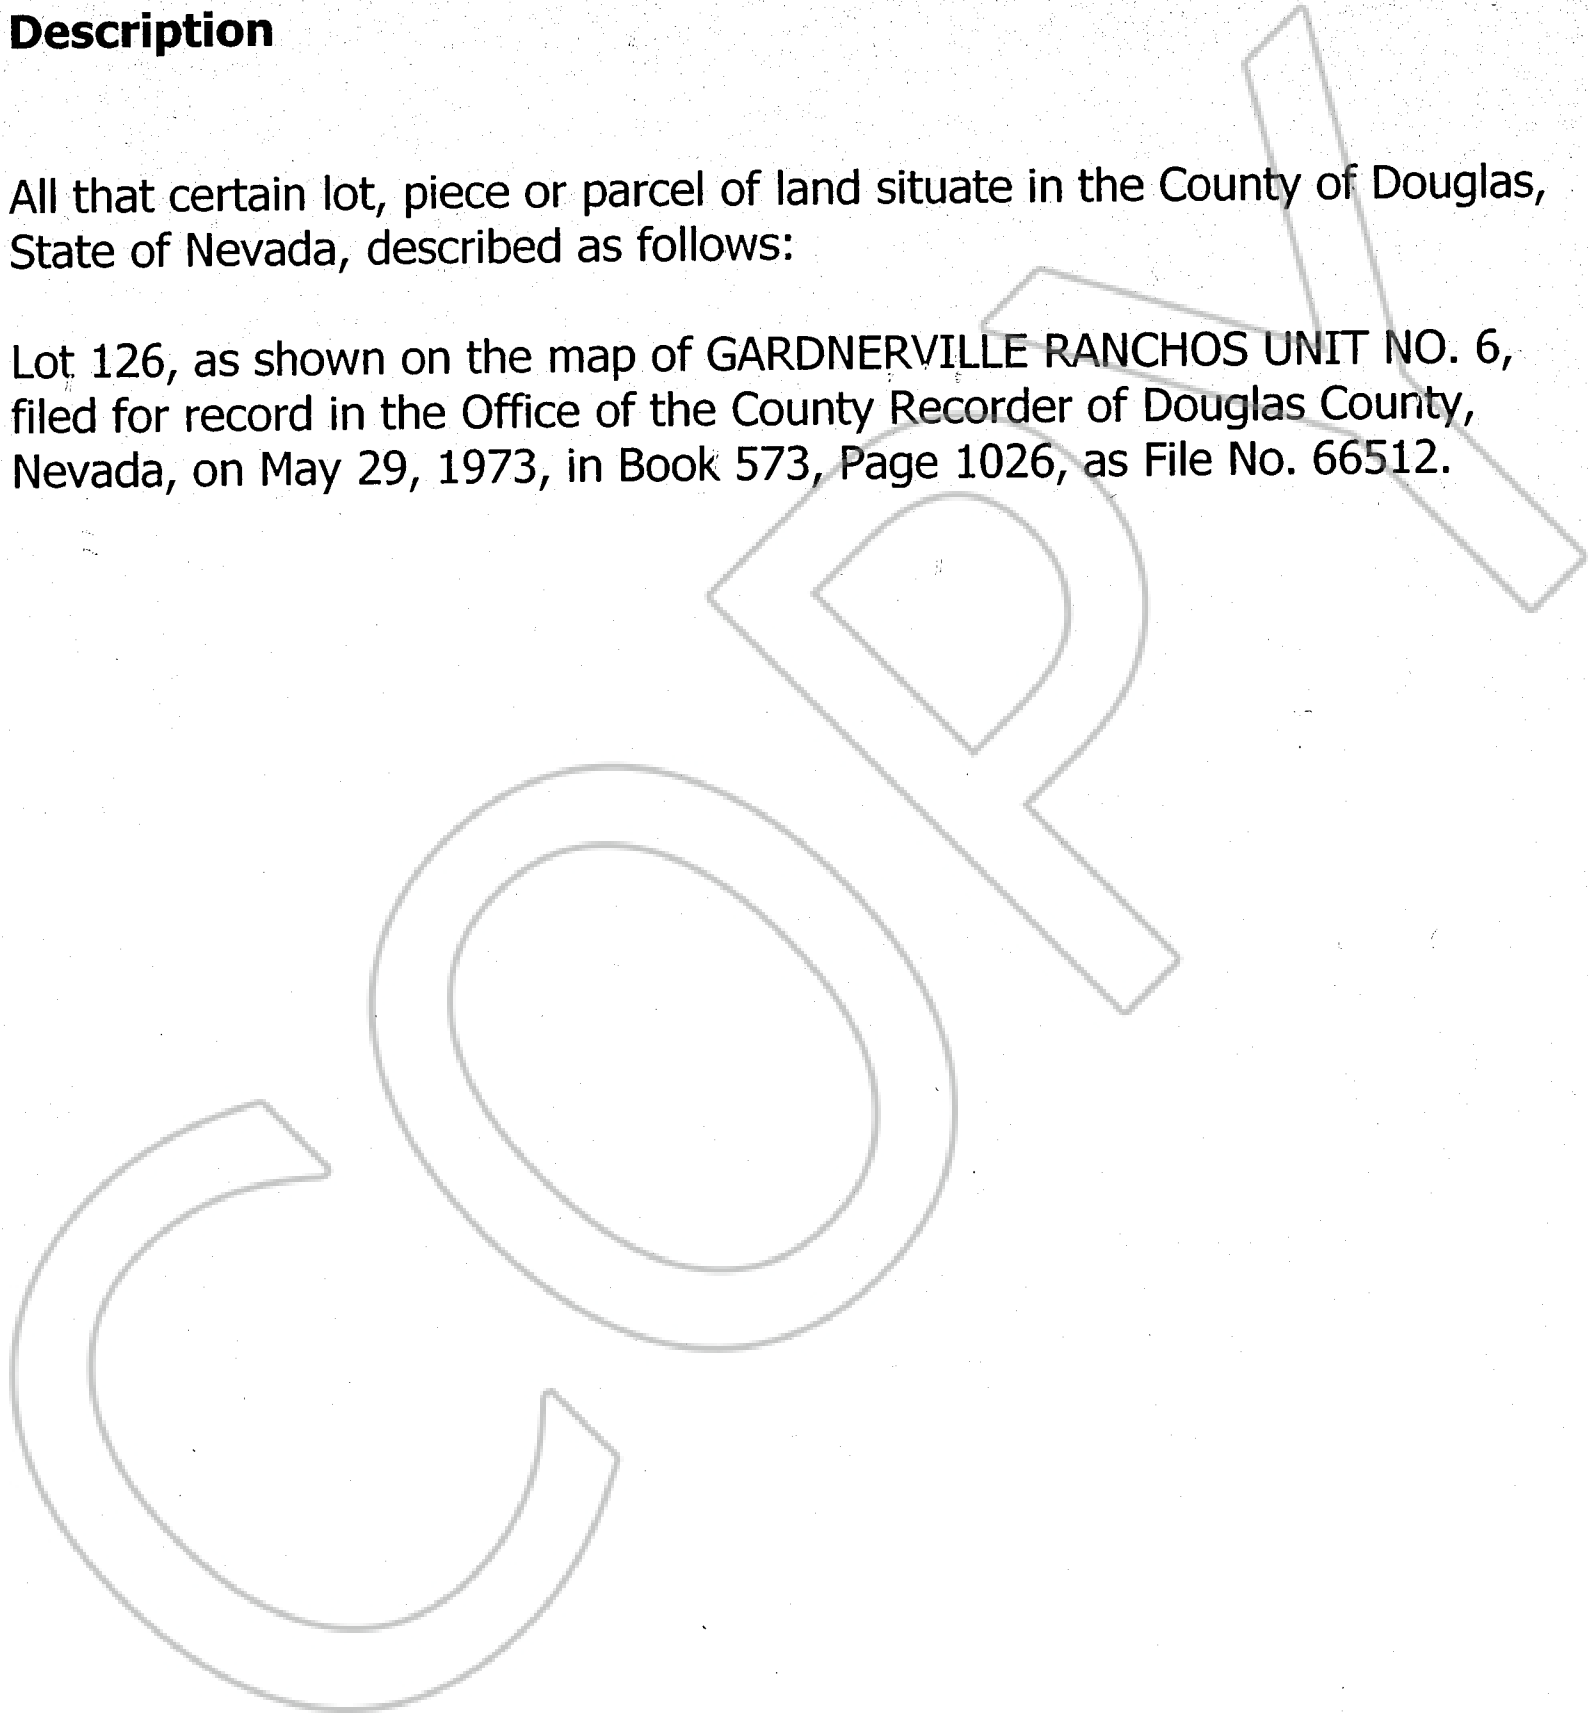 Description
All that certain lot, piece or parcel of land situate in the County of Douglas,
State of Nevada, described as follows:
Lot 126, as shown on the map of GARDNERVILLE RANCHOS UNIT NO. 6,
filed for record in the Office of the County Recorder of Douglas County,
Nevada, on May 29, 1973, in Book 573, Page 1026, as File No. 66512.
COPY